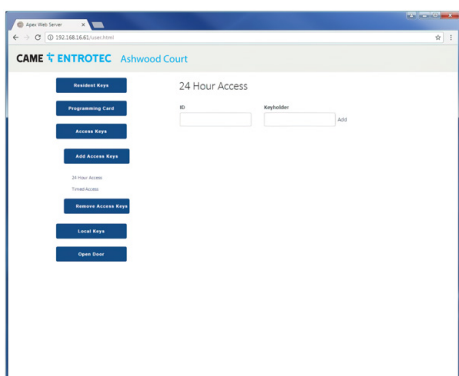 Apex Web Server
192.168.16.61/user.html
CAME ENTROTEC Ashwood Court
Resident Keys
Programming Card
Access Keys
Add Access Keys
24 Hour Access
Timed Access
Remove Access Keys
Local Keys
Open Door
24 Hour Access
ID Keyholder
Add